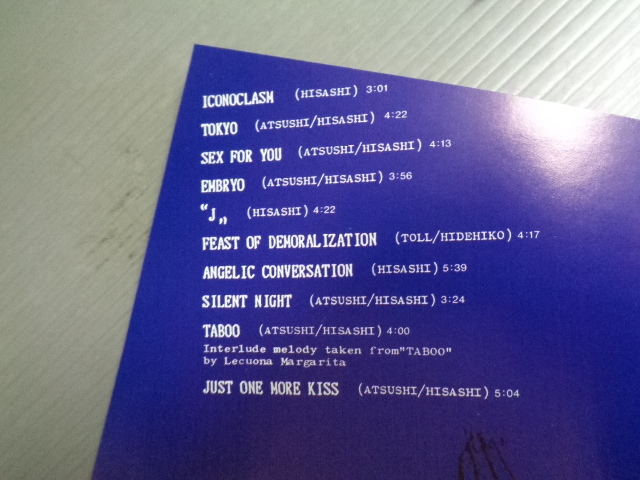 ICONOCLASM (HISASHI) 3:01
TOKYO (ATSUSHI/HISASHI) 4:22
SEX FOR YOU (ATSUSHI/HISASHI) 4:13
EMBRYO (ATSUSHI/HISASHI) 3:56
“J„ (HISASHI) 4:22
FEAST OF DEMORALIZATION (TOLL/HIDEHIKO) 4:17
ANGELIC CONVERSATION (HISASHI) 5:39
SILENT NIGHT (ATSUSHI/HISASHI) 3:24
TABOO (ATSUSHI/HISASHI) 4:00
Interlude melody taken from"TABOO"
by Lecuona Margarita
JUST ONE MORE KISS (ATSUSHI/HISASHI) 5:04